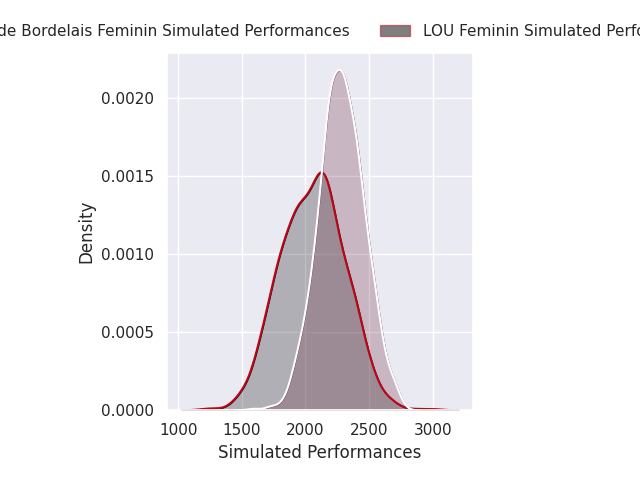 de Bordelais Feminin Simulated Performances
LOU Feminin Simulated Perfo
0.0020
0.0015
0.0010
0.0005
0.0000
Density
1000 1500 2000 2500 3000
Simulated Performances